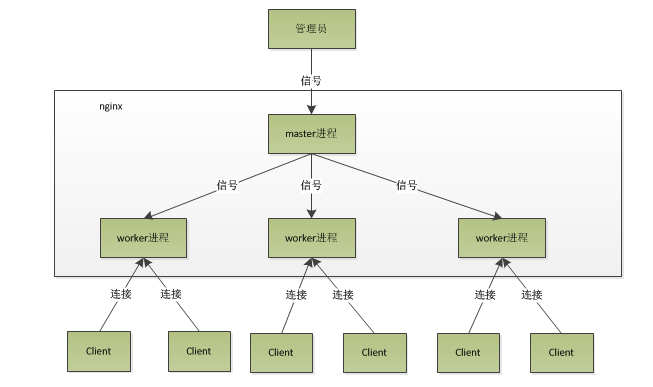 管理员
信号
nginx
master进程
信号 信号 信号
worker进程 worker进程 worker进程
连接 连接 连接 连接 连接 连接
Client Client Client Client Client Client